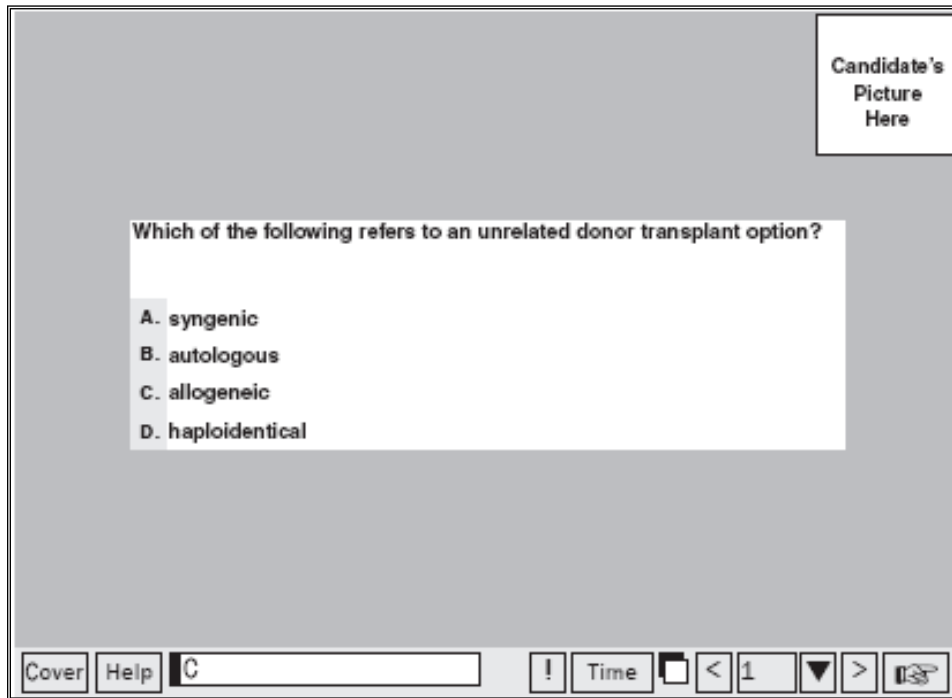 Candidate's
Picture
Here
Which of the following refers to an unrelated donor transplant option?
A. syngenic
B. autologous
C. allogeneic
D. haploidentical
Cover Help C ! Time < 1 ▼ >